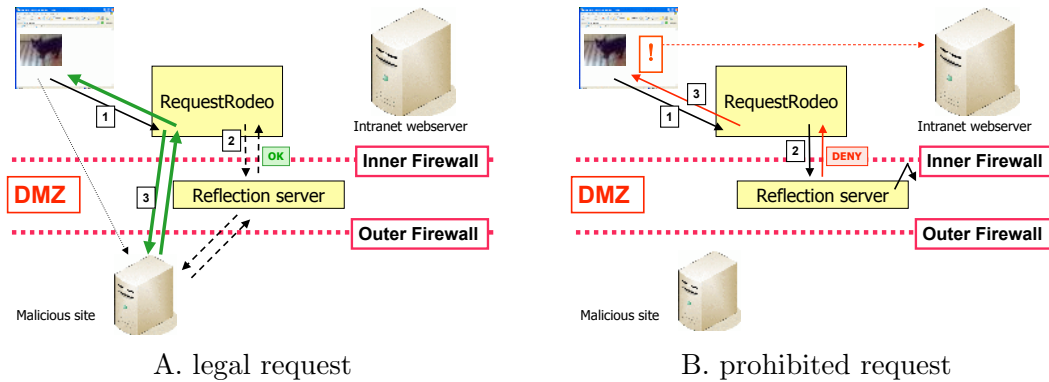 1
RequestRodeo
Intranet webserver
2
OK
Inner Firewall
DMZ
3
Reflection server
Outer Firewall
Malicious site
A. legal request
!
3
RequestRodeo
1
Intranet webserver
2
DENY
Inner Firewall
DMZ
Reflection server
Outer Firewall
Malicious site
B. prohibited request